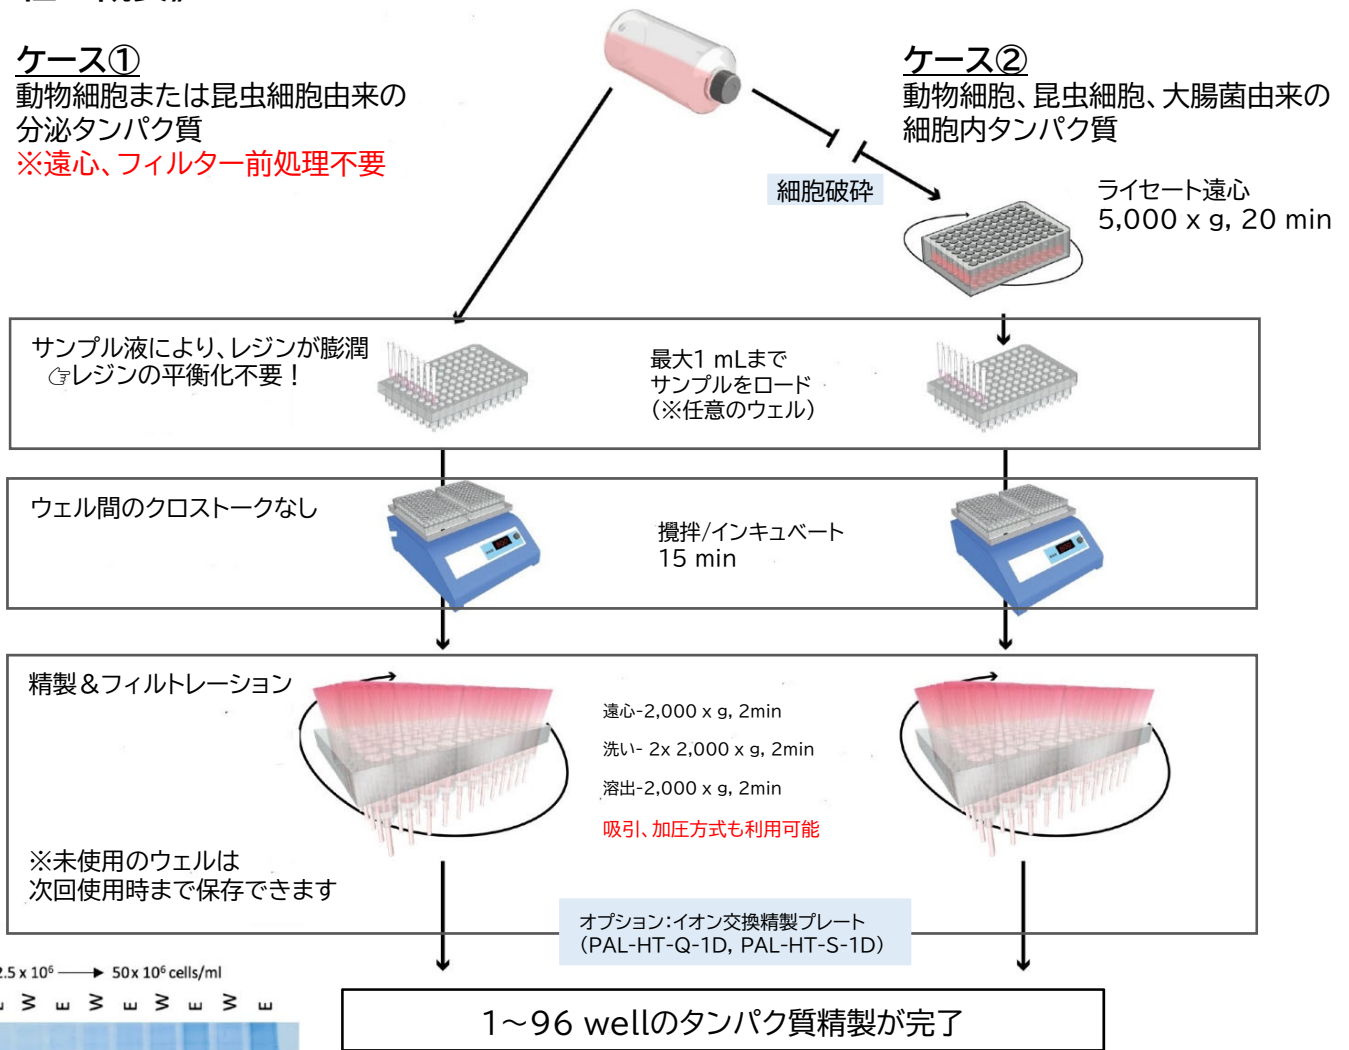 ケース①
動物細胞または昆虫細胞由来の
分泌タンパク質
※遠心、フィルター前処理不要
ケース②
動物細胞、昆虫細胞、大腸菌由来の
細胞内タンパク質
細胞破砕
ライセート遠心
5,000 x g, 20 min
サンプル液により、レジンが膨潤
☞レジンの平衡化不要！
最大1 mLまで
サンプルをロード
（※任意のウェル）
ウェル間のクロストークなし
攪拌/インキュベート
15 min
精製＆フィルトレーション
遠心-2,000 x g, 2min
洗い- 2x 2,000 x g, 2min
溶出-2,000 x g, 2min
吸引、加圧方式も利用可能
※未使用のウェルは
次回使用時まで保存できます
オプション：イオン交換精製プレート
（PAL-HT-Q-1D, PAL-HT-S-1D）
2.5 x 10⁶ → 50 x 10⁶ cells/ml
W E W E W E W E
1～96 wellのタンパク質精製が完了